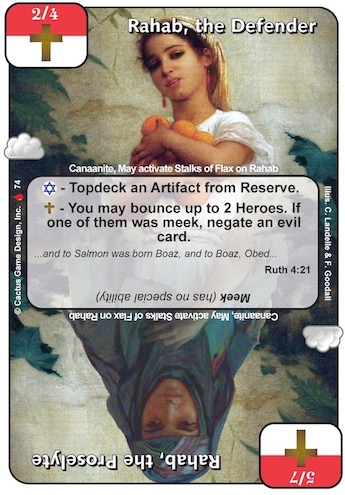 2/4
Rahab, the Defender
Canaanite, May activate Stalks of Flax on Rahab
✡ - Topdeck an Artifact from Reserve.
✝ - You may bounce up to 2 Heroes. If
one of them was meek, negate an evil
card.
...and to Salmon was born Boaz, and to Boaz, Obed...
Ruth 4:21
© Cactus Game Design, Inc. 74
Illus. C. Landelle & F. Goodall
Meek (has no special ability)
Canaanite, May activate Stalks of Flax on Rahab
Rahab, the Proselyte
5/7